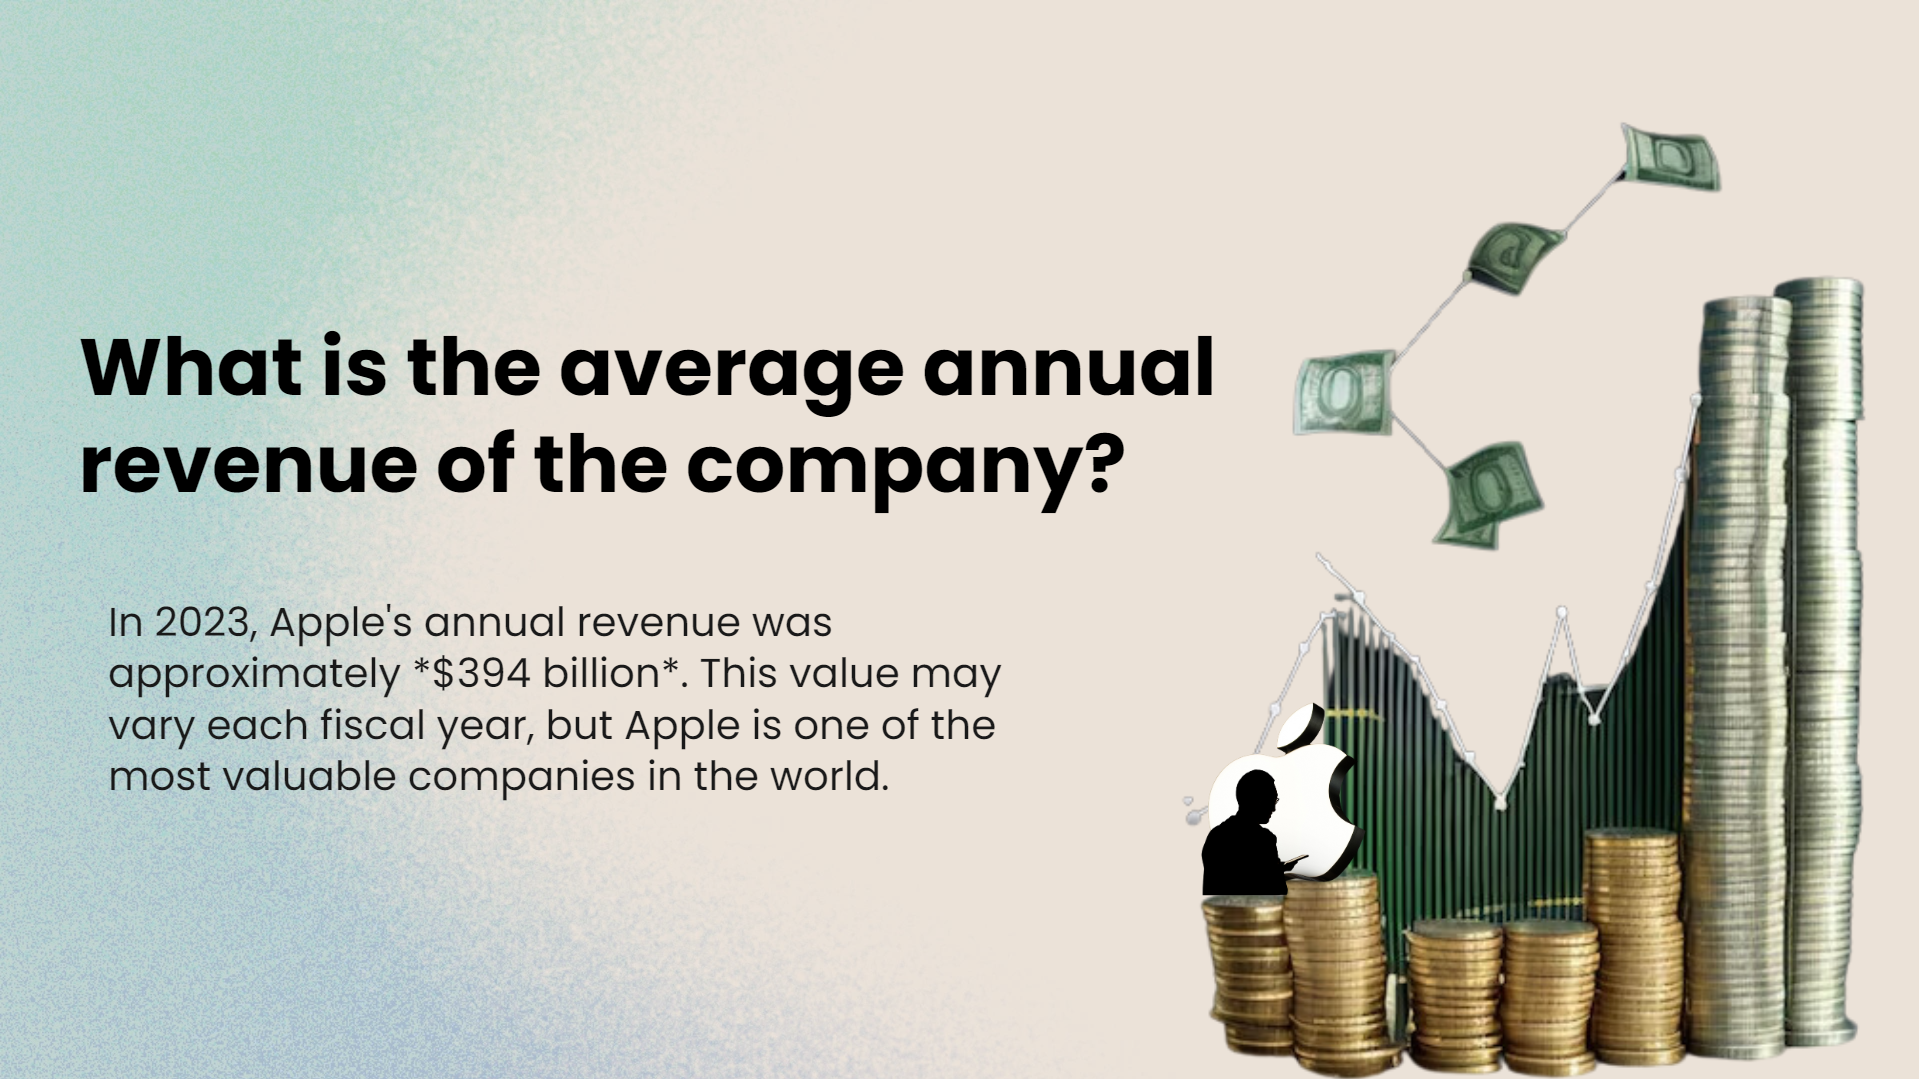 What is the average annual
revenue of the company?
In 2023, Apple's annual revenue was
approximately *$394 billion*. This value may
vary each fiscal year, but Apple is one of the
most valuable companies in the world.